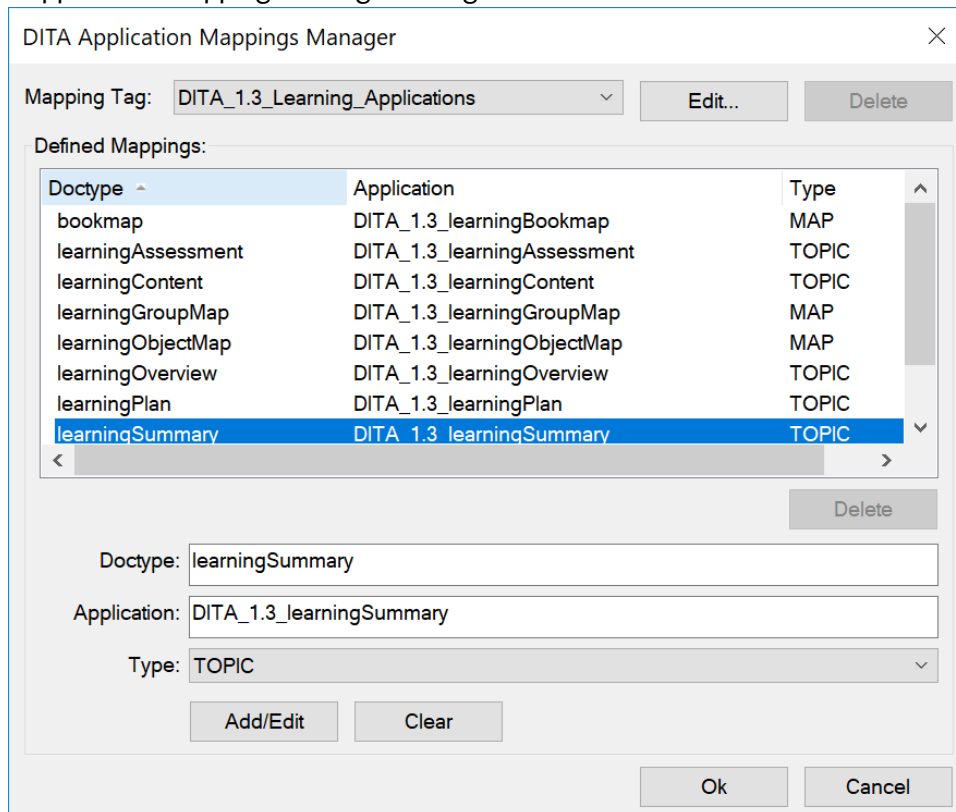 DITA Application Mappings Manager
Mapping Tag: DITA_1.3_Learning_Applications Edit... Delete
Defined Mappings:
Doctype Application Type
bookmap DITA_1.3_learningBookmap MAP
learningAssessment DITA_1.3_learningAssessment TOPIC
learningContent DITA_1.3_learningContent TOPIC
learningGroupMap DITA_1.3_learningGroupMap MAP
learningObjectMap DITA_1.3_learningObjectMap MAP
learningOverview DITA_1.3_learningOverview TOPIC
learningPlan DITA_1.3_learningPlan TOPIC
learningSummary DITA_1.3_learningSummary TOPIC
Delete
Doctype: learningSummary
Application: DITA_1.3_learningSummary
Type: TOPIC
Add/Edit Clear
Ok Cancel